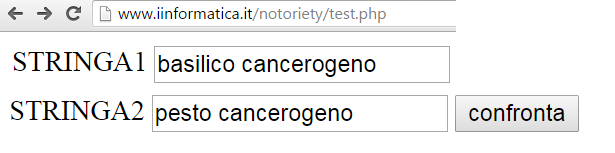 www.iinformatica.it/notoriety/test.php
STRINGA1 basilico cancerogeno
STRINGA2 pesto cancerogeno confronta